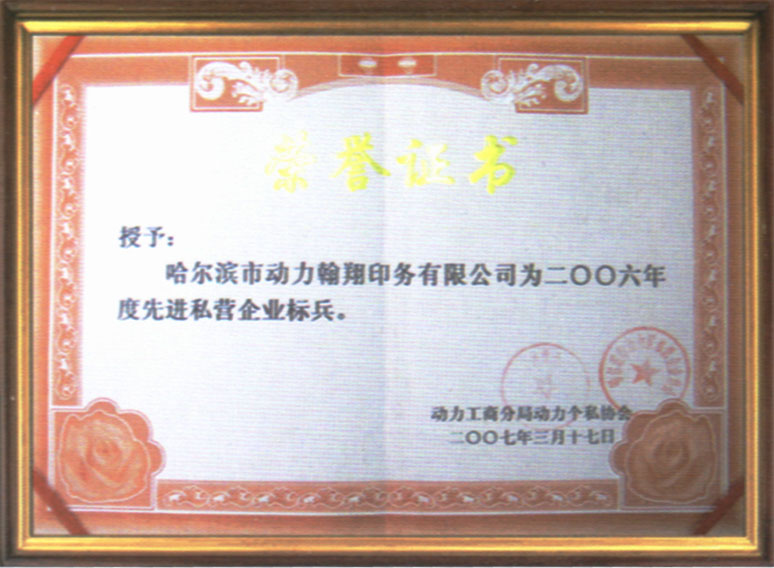 荣誉证书
授予：
哈尔滨市动力翰翔印务有限公司为二〇〇六年
度先进私营企业标兵。
动力工商分局动力个私协会
二〇〇七年三月十七日